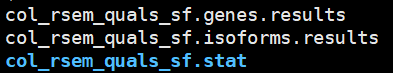 col_rsem_quals_sf.genes.results
col_rsem_quals_sf.isoforms.results
col_rsem_quals_sf.stat